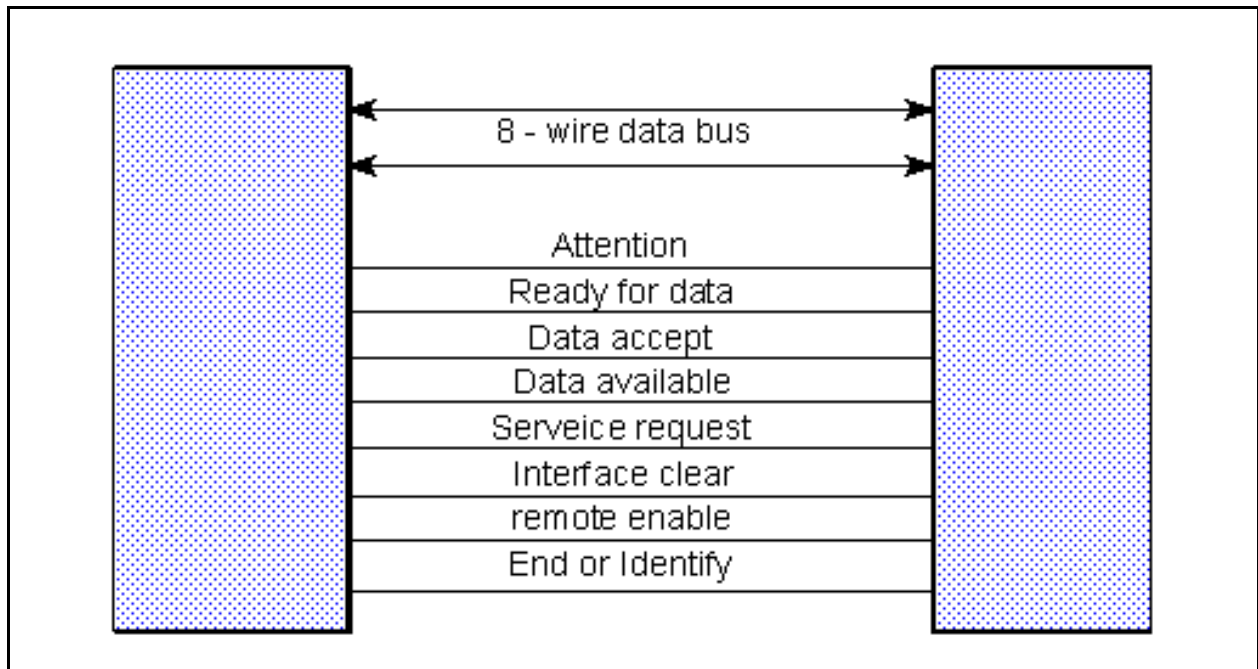 8 - wire data bus
Attention
Ready for data
Data accept
Data available
Serveice request
Interface clear
remote enable
End or Identify